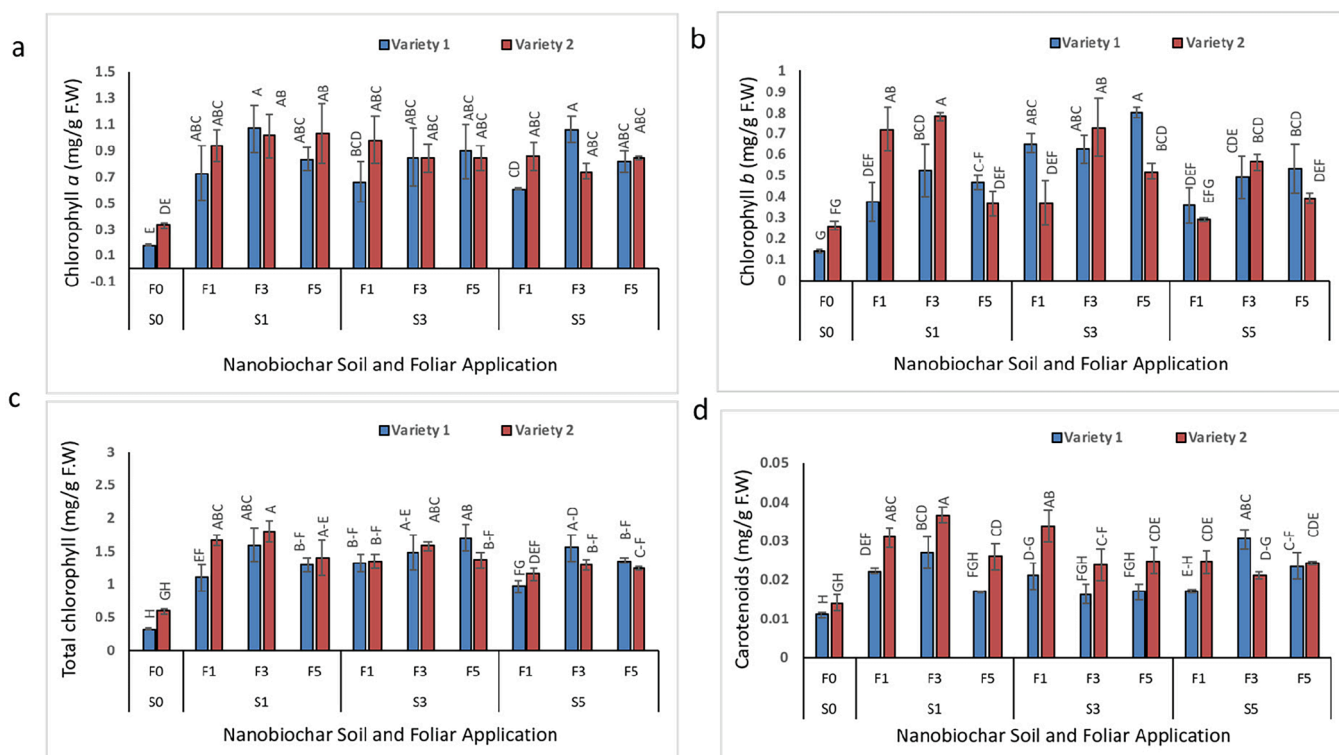 a
Variety 1 Variety 2
Chlorophyll a (mg/g F.W)
1.5
1.3
1.1
0.9
0.7
0.5
0.3
0.1
-0.1
E DE ABC ABC A AB ABC AB BCD ABC ABC ABC ABC ABC CD ABC A ABC ABC ABC
F0 F1 F3 F5 F1 F3 F5 F1 F3 F5
S0 S1 S3 S5
Nanobiochar Soil and Foliar Application
b
Variety 1 Variety 2
Chlorophyll b (mg/g F.W)
1
0.9
0.8
0.7
0.6
0.5
0.4
0.3
0.2
0.1
0
G FG DEF AB ABC A C-F DEF ABC DEF ABC AB A BCD DEF EFG CDE BCD BCD DEF
F0 F1 F3 F5 F1 F3 F5 F1 F3 F5
S0 S1 S3 S5
Nanobiochar Soil and Foliar Application
c
Variety 1 Variety 2
Total chlorophyll (mg/g F.W)
3
2.5
2
1.5
1
0.5
0
H GH EF ABC ABC A B-F A-E B-F B-F A-E ABC AB B-F FG DEF A-D B-F B-F C-F
F0 F1 F3 F5 F1 F3 F5 F1 F3 F5
S0 S1 S3 S5
Nanobiochar Soil and Foliar Application
d
Variety 1 Variety 2
Carotenoids (mg/g F.W)
0.05
0.04
0.03
0.02
0.01
0
H GH DEF ABC BCD A FGH CD D-G AB FGH C-F FGH CDE E-H CDE ABC D-G C-F CDE
F0 F1 F3 F5 F1 F3 F5 F1 F3 F5
S0 S1 S3 S5
Nanobiochar Soil and Foliar Application